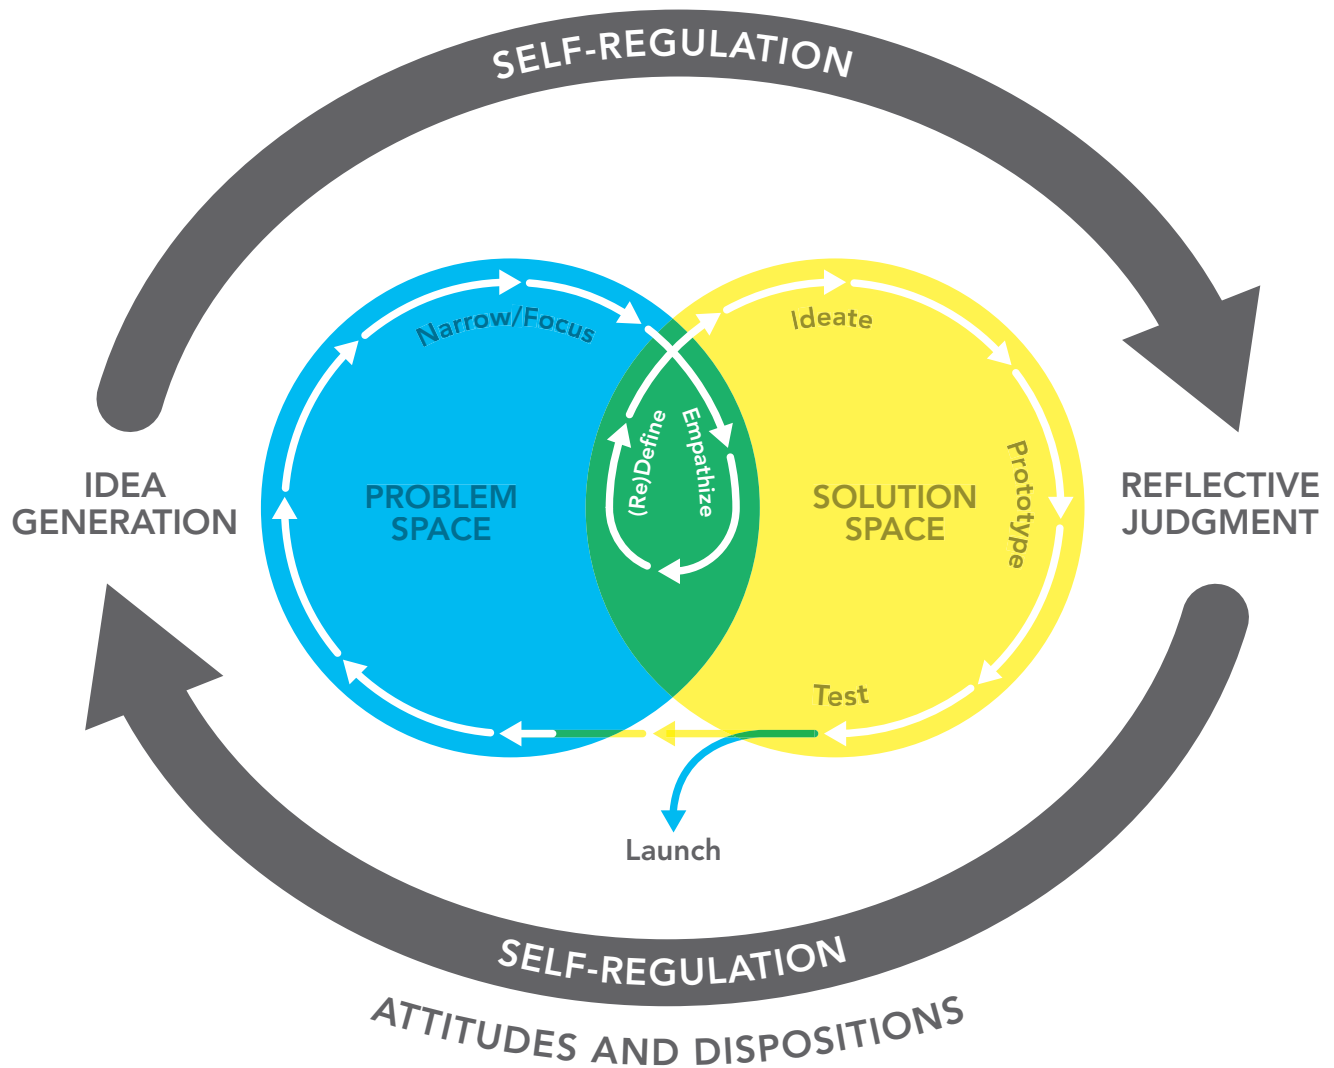 SELF-REGULATION
Narrow/Focus
Ideate
(Re)Define
Empathize
Prototype
IDEA
GENERATION
PROBLEM
SPACE
SOLUTION
SPACE
REFLECTIVE
JUDGMENT
Test
Launch
SELF-REGULATION
ATTITUDES AND DISPOSITIONS